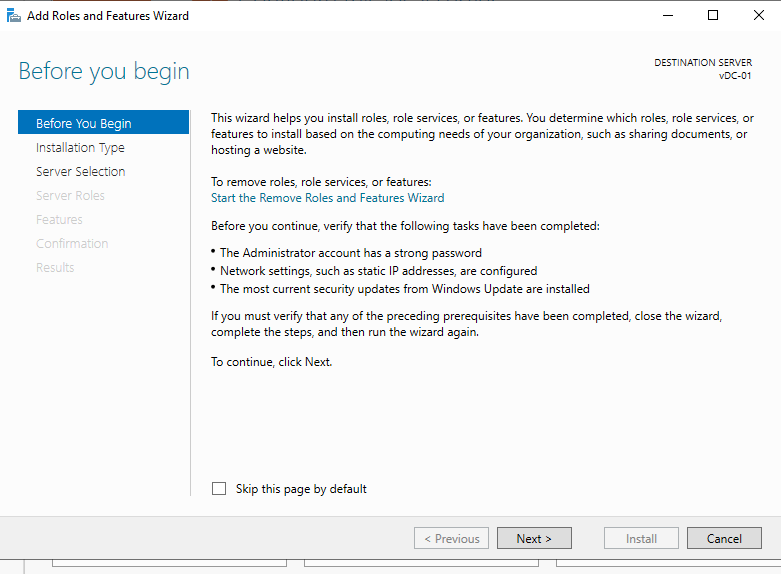 Add Roles and Features Wizard
Before you begin
DESTINATION SERVER
vDC-01
Before You Begin
Installation Type
Server Selection
Server Roles
Features
Confirmation
Results
This wizard helps you install roles, role services, or features. You determine which roles, role services, or
features to install based on the computing needs of your organization, such as sharing documents, or
hosting a website.
To remove roles, role services, or features:
Start the Remove Roles and Features Wizard
Before you continue, verify that the following tasks have been completed:
• The Administrator account has a strong password
• Network settings, such as static IP addresses, are configured
• The most current security updates from Windows Update are installed
If you must verify that any of the preceding prerequisites have been completed, close the wizard,
complete the steps, and then run the wizard again.
To continue, click Next.
Skip this page by default
< Previous
Next >
Install
Cancel